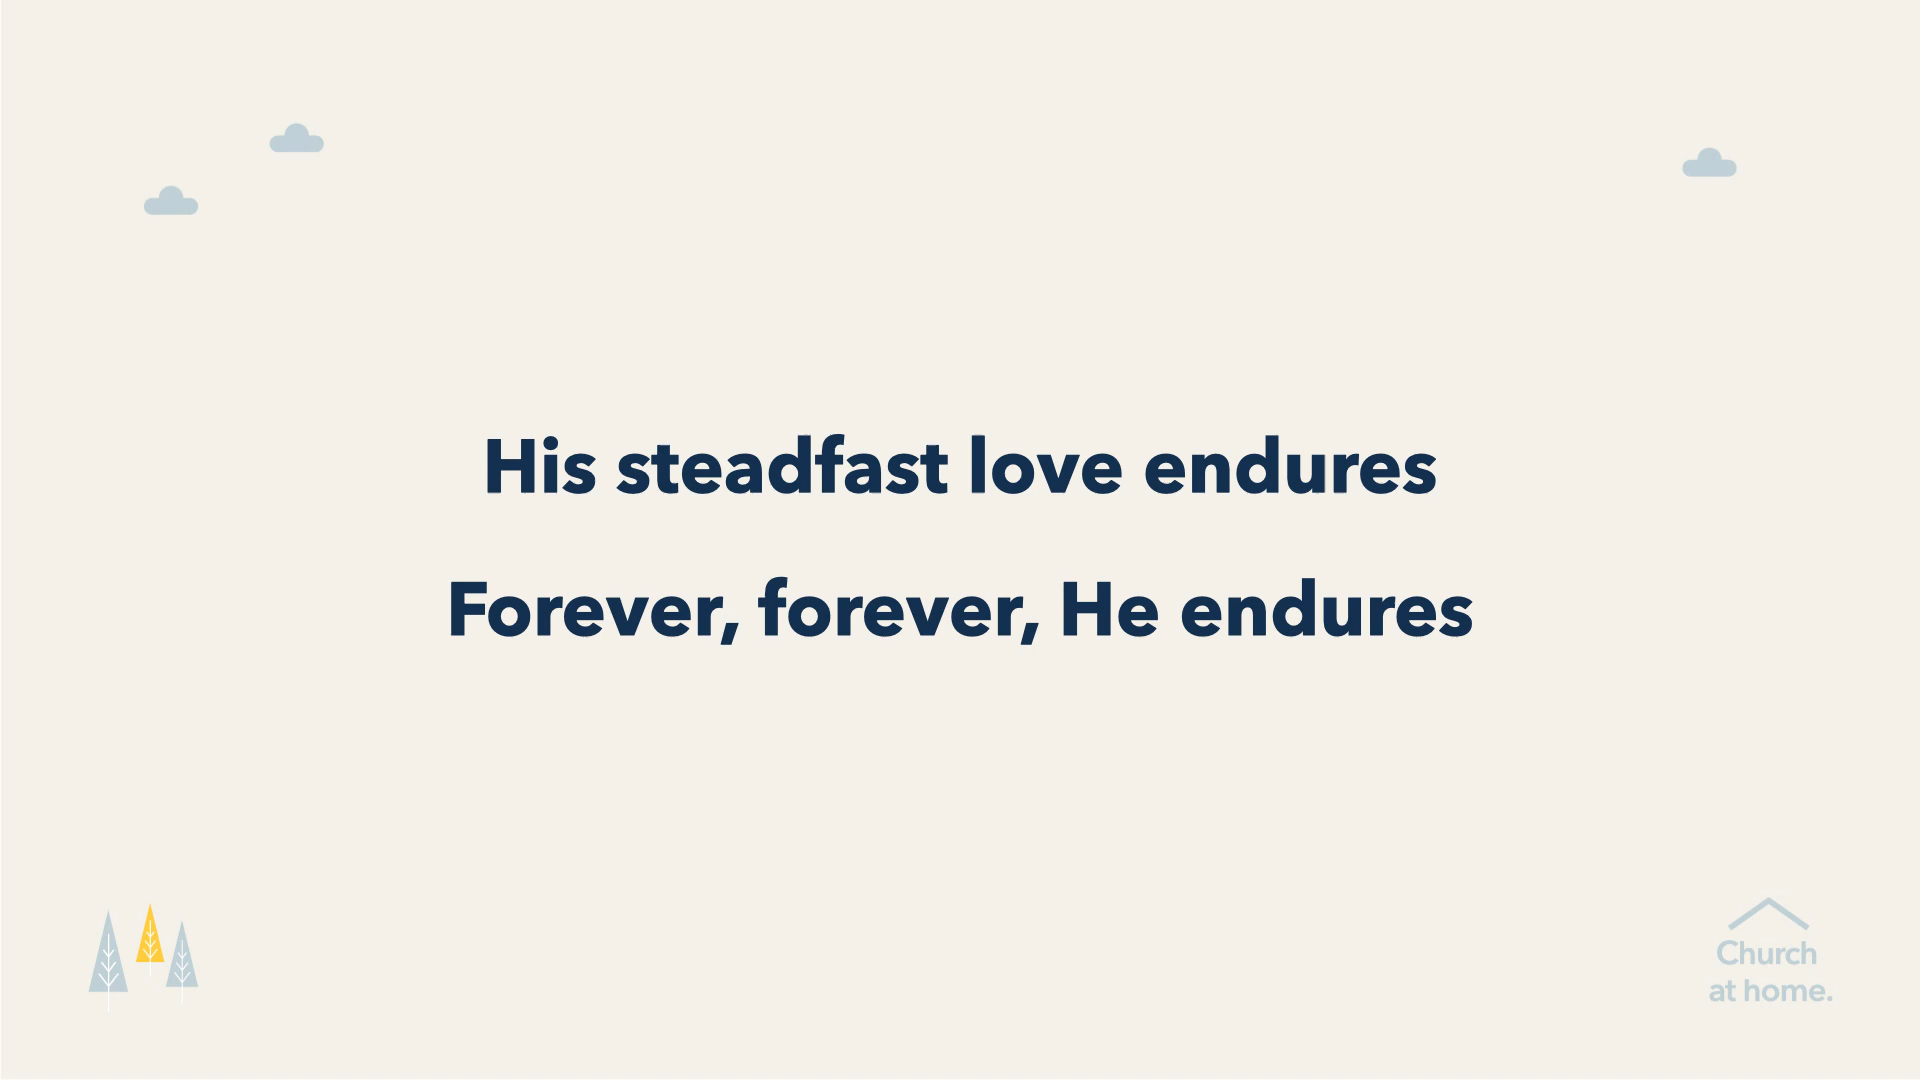 His steadfast love endures
Forever, forever, He endures
Church
at home.